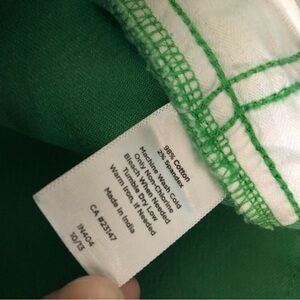 98% Cotton
2% Spandex
Machine Wash Cold
Only Non-Chlorine
Bleach When Needed
Tumble Dry Low
Warm Iron, if Needed
Made in India
CA #23147
IN404
10/13